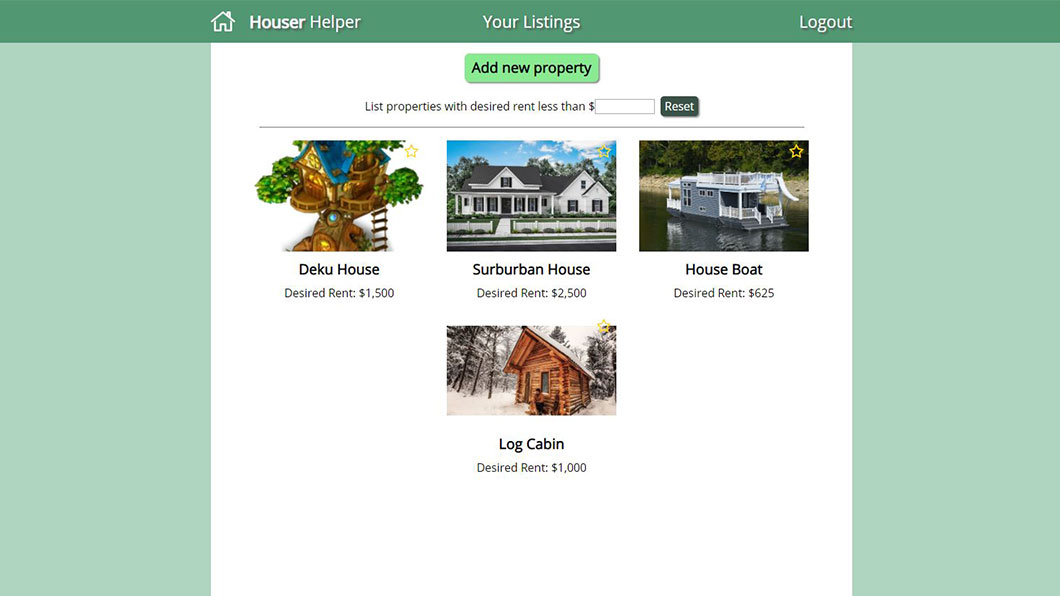 Houser Helper
Your Listings
Logout
Add new property
List properties with desired rent less than $
Reset
Deku House
Surburban House
House Boat
Desired Rent: $1,500
Desired Rent: $2,500
Desired Rent: $625
Log Cabin
Desired Rent: $1,000